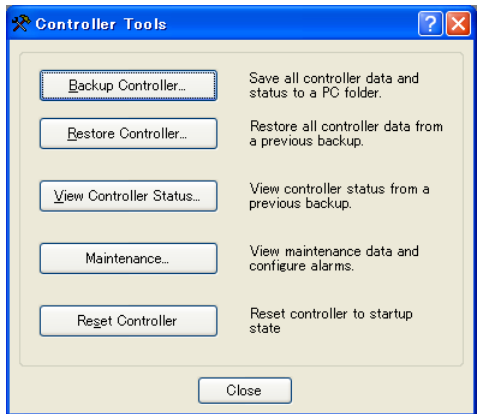 Controller Tools
Backup Controller...
Save all controller data and
status to a PC folder.
Restore Controller...
Restore all controller data from
a previous backup.
View Controller Status...
View controller status from a
previous backup.
Maintenance...
View maintenance data and
configure alarms.
Reset Controller
Reset controller to startup
state
Close